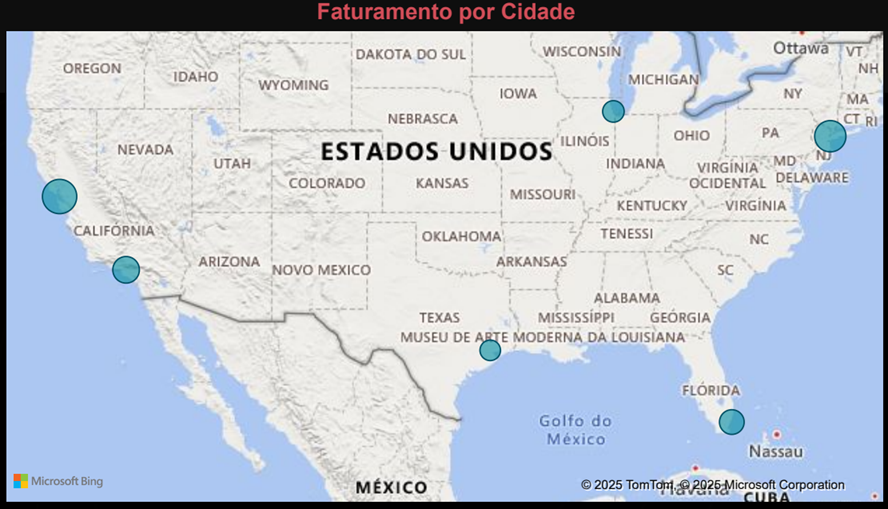 Faturamento por Cidade
Ottawa
WISCONSIN
VT
DAKOTA DO SUL
OREGON
NH
IDAHO
MICHIGAN
WYOMING
IOWA
NY
MA
NEBRASCA
CT RI
PA
OHIO
ILINÓIS
NEVADA
ESTADOS UNIDOS
NJ
UTAH
INDIANA
MD
VIRGÍNIA
OCIDENTAL
DELAWARE
COLORADO
KANSAS
MISSOURI
KENTUCKY
VIRGÍNIA
CALIFÓRNIA
TENESSI
OKLAHOMA
NC
ARIZONA
ARKANSAS
NOVO MEXICO
SC
ALABAMA
TEXAS
MISSISSÍPPI
GEÓRGIA
MUSEU DE ARTE MODERNA DA LOUISIANA
FLÓRIDA
Golfo do
México
Nassau
Microsoft Bing
MÉXICO
© 2025 TomTom, © 2025 Microsoft Corporation
Havana
CUBA